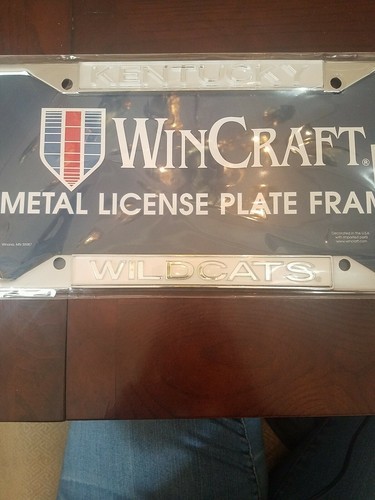 KENTUCKY
WINCRAFT®
METAL LICENSE PLATE FRAM
WILDCATS